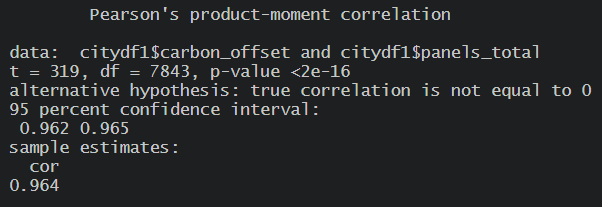 Pearson's product-moment correlation
data:  citydf1$carbon_offset and citydf1$panels_total
t = 319, df = 7843, p-value <2e-16
alternative hypothesis: true correlation is not equal to 0
95 percent confidence interval:
0.962 0.965
sample estimates:
cor
0.964